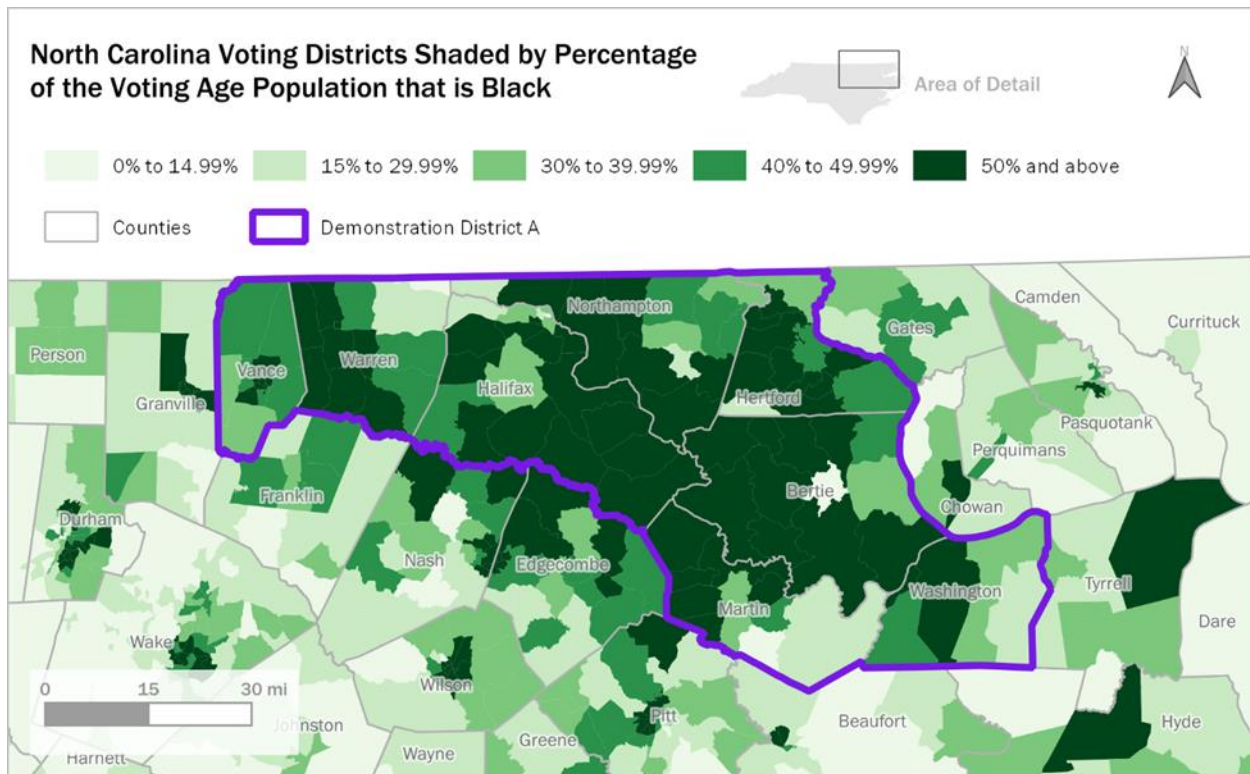 North Carolina Voting Districts Shaded by Percentage
of the Voting Age Population that is Black
Area of Detail
N
0% to 14.99%
15% to 29.99%
30% to 39.99%
40% to 49.99%
50% and above
Counties
Demonstration District A
Northampton
Camden
Currituck
Gates
Person
Vance
Warren
Halifax
Hertford
Granville
Pasquotank
Perquimans
Franklin
Bertie
Chowan
Durham
Nash
Edgecombe
Washington
Tyrrell
Martin
Dare
Wake
Wilson
0 15 30 mi
Johnston
Pitt
Beaufort
Hyde
Greene
Wayne
Harnett